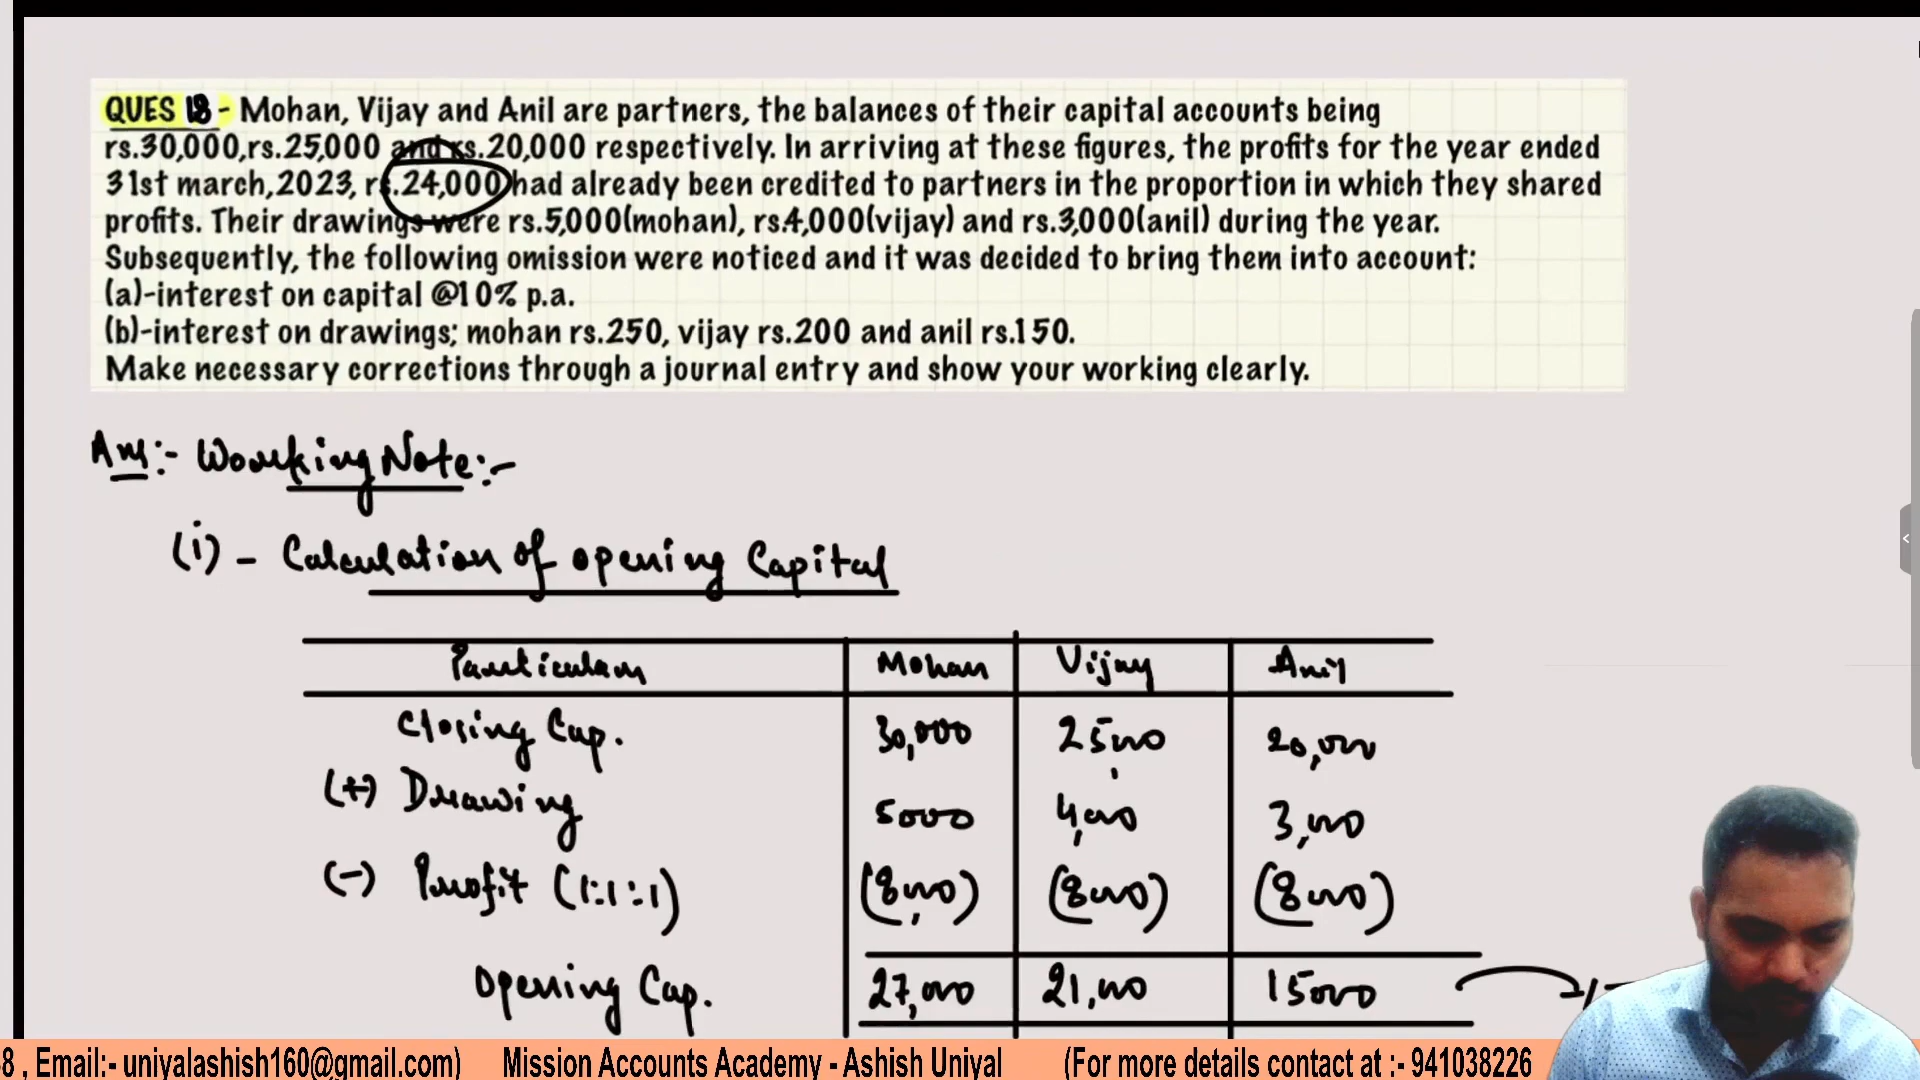 QUES 18 - Mohan, Vijay and Anil are partners, the balances of their capital accounts being
rs.30,000,rs.25,000 and rs.20,000 respectively. In arriving at these figures, the profits for the year ended
31st march,2023, rs.24,000 had already been credited to partners in the proportion in which they shared
profits. Their drawings were rs.5,000(mohan), rs.4,000(vijay) and rs.3,000(anil) during the year.
Subsequently, the following omission were noticed and it was decided to bring them into account:
(a)-interest on capital @10% p.a.
(b)-interest on drawings; mohan rs.250, vijay rs.200 and anil rs.150.
Make necessary corrections through a journal entry and show your working clearly.
Ans:- Working Note:-
(i) - Calculation of opening Capital
Particulars Mohan Vijay Anil
Closing Cap. 30,000 25,000 20,000
(+) Drawing 5000 4,000 3,000
(-) Profit (1:1:1) (8,000) (8000) (8000)
Opening Cap. 27,000 21,000 15000
8 , Email:- uniyalashish160@gmail.com) Mission Accounts Academy - Ashish Uniyal (For more details contact at :- 941038226